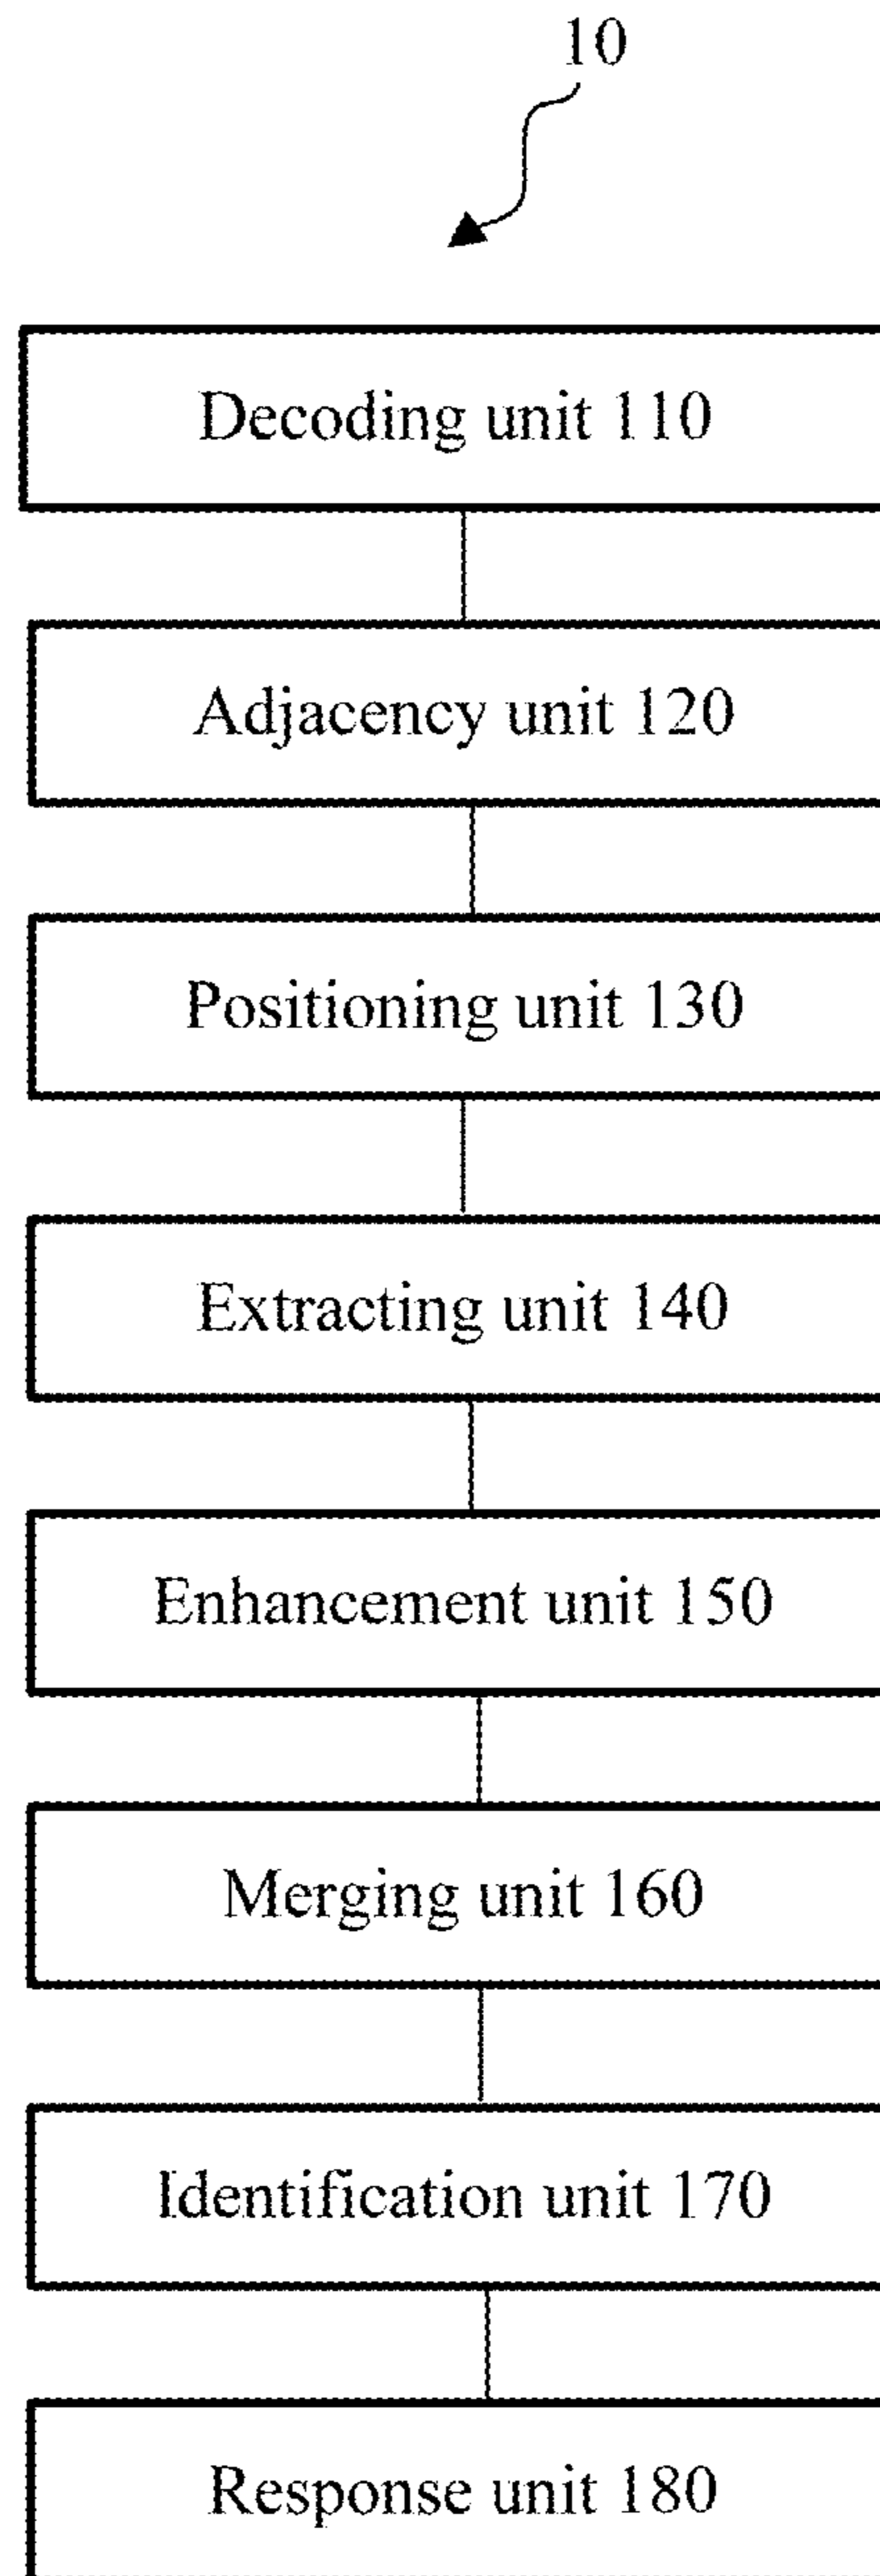 10
Decoding unit 110
Adjacency unit 120
Positioning unit 130
Extracting unit 140
Enhancement unit 150
Merging unit 160
Identification unit 170
Response unit 180